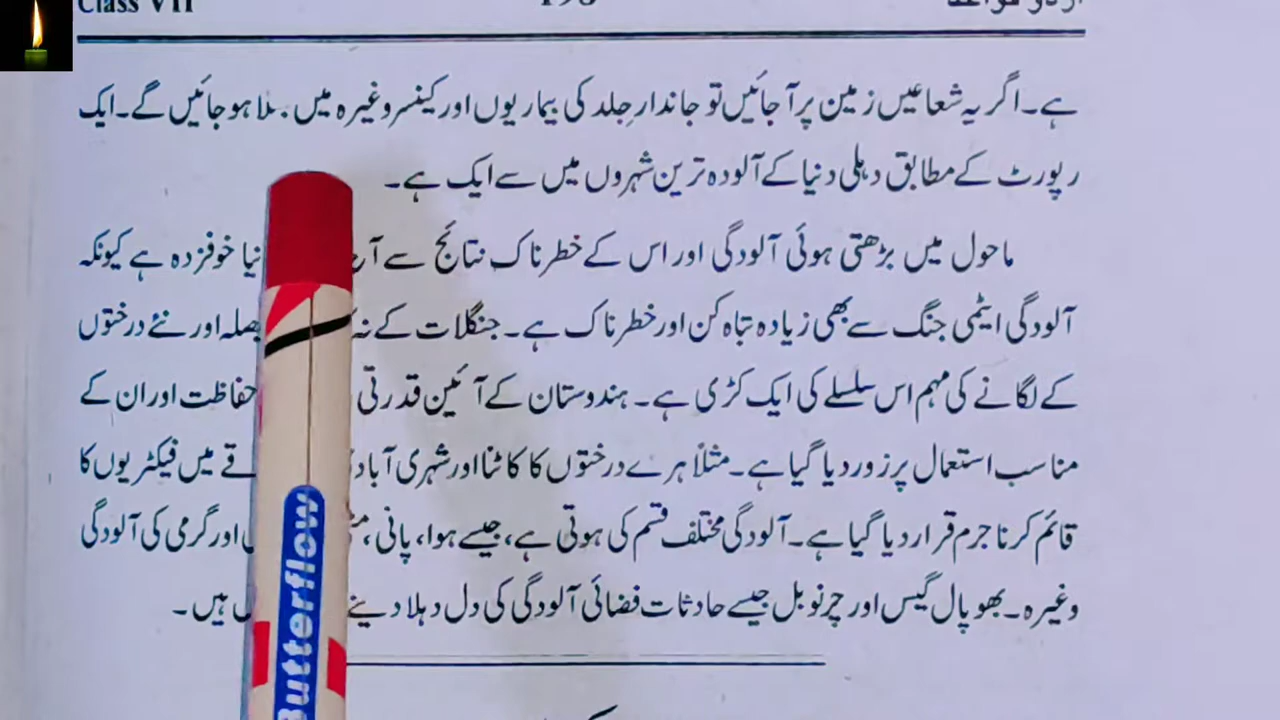 Class VII
ہے۔ اگر یہ شعاعیں زمین پر آجائیں تو جاندار جِلد کی بیماریوں اور کینسر وغیرہ میں ہو جائیں گے۔ ایک
رپورٹ کے مطابق دہلی دنیا کے آلودہ ترین شہروں میں سے ایک ہے۔
ماحول میں بڑھتی ہوئی آلودگی اور اس کے خطرناک نتائج سے خوفزدہ ہے کیونکہ
آلودگی ایٹمی جنگ سے بھی زیادہ تباہ کن اور خطرناک ہے۔ جنگلات کے اور نئے درختوں
کے لگانے کی مہم اس سلسلے کی ایک کڑی ہے۔ ہندوستان کے آئین قدرتی حفاظت اور ان کے
مناسب استعمال پر زور دیا گیا ہے۔ مثلاً ہرے درختوں کا کاٹنا اور شہری میں فیکٹریوں کا
قائم کرنا جرم قرار دیا گیا ہے۔ آلودگی مختلف قسم کی ہوتی ہے، جیسے ہوا، پانی، اور گرمی کی آلودگی
وغیرہ۔ بھوپال گیس اور چرنوبل جیسے حادثات فضائی آلودگی کی دل دہلا دینے ہیں۔
Butterflow